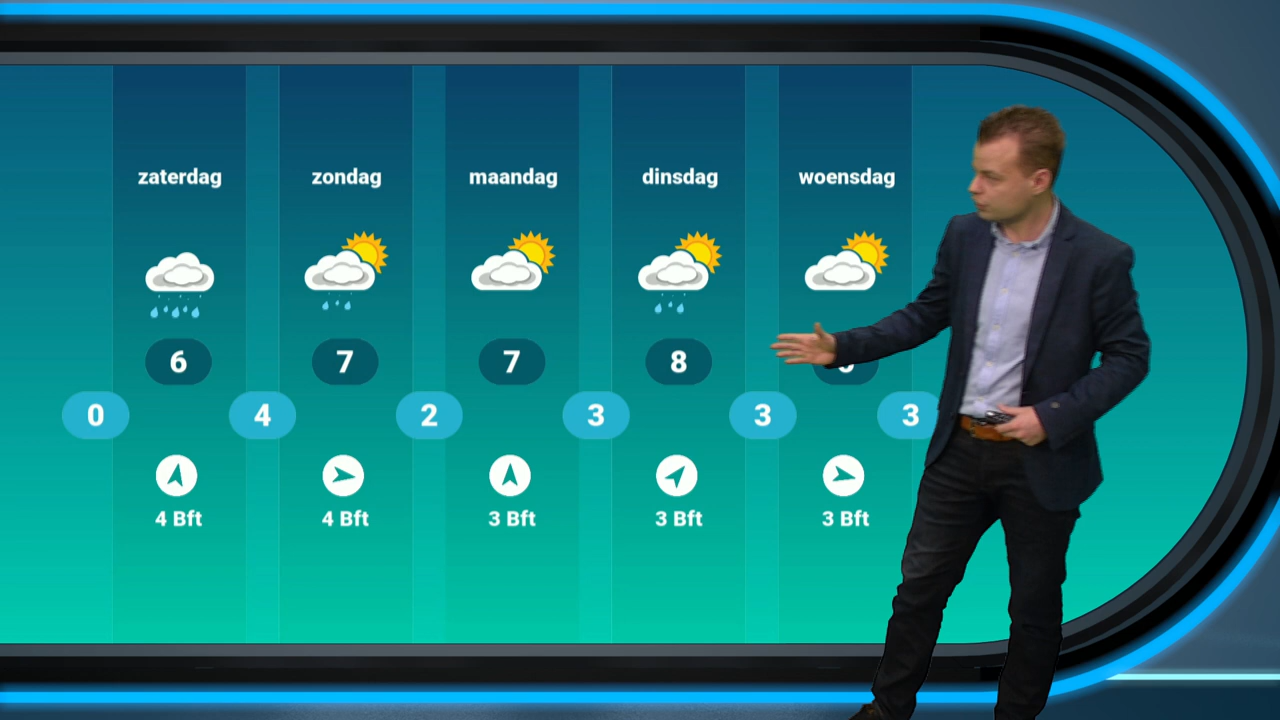 zaterdag zondag maandag dinsdag woensdag
6 7 7 8
0 4 2 3 3 3
4 Bft 4 Bft 3 Bft 3 Bft 3 Bft